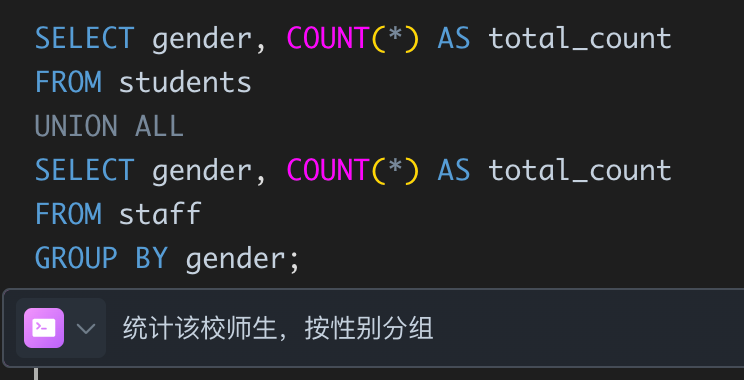 SELECT gender, COUNT(*) AS total_count
FROM students
UNION ALL
SELECT gender, COUNT(*) AS total_count
FROM staff
GROUP BY gender;
统计该校师生，按性别分组